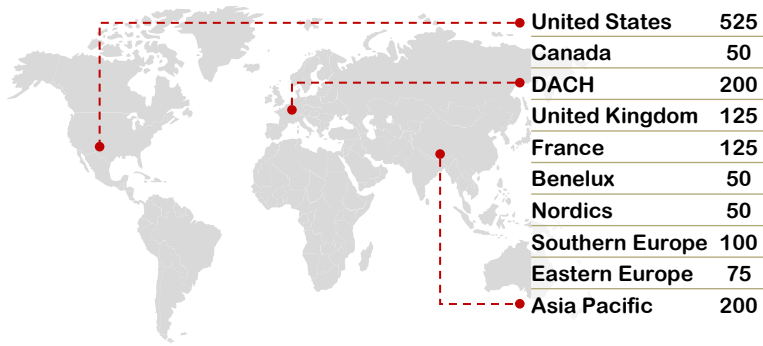 United States 525
Canada 50
DACH 200
United Kingdom 125
France 125
Benelux 50
Nordics 50
Southern Europe 100
Eastern Europe 75
Asia Pacific 200